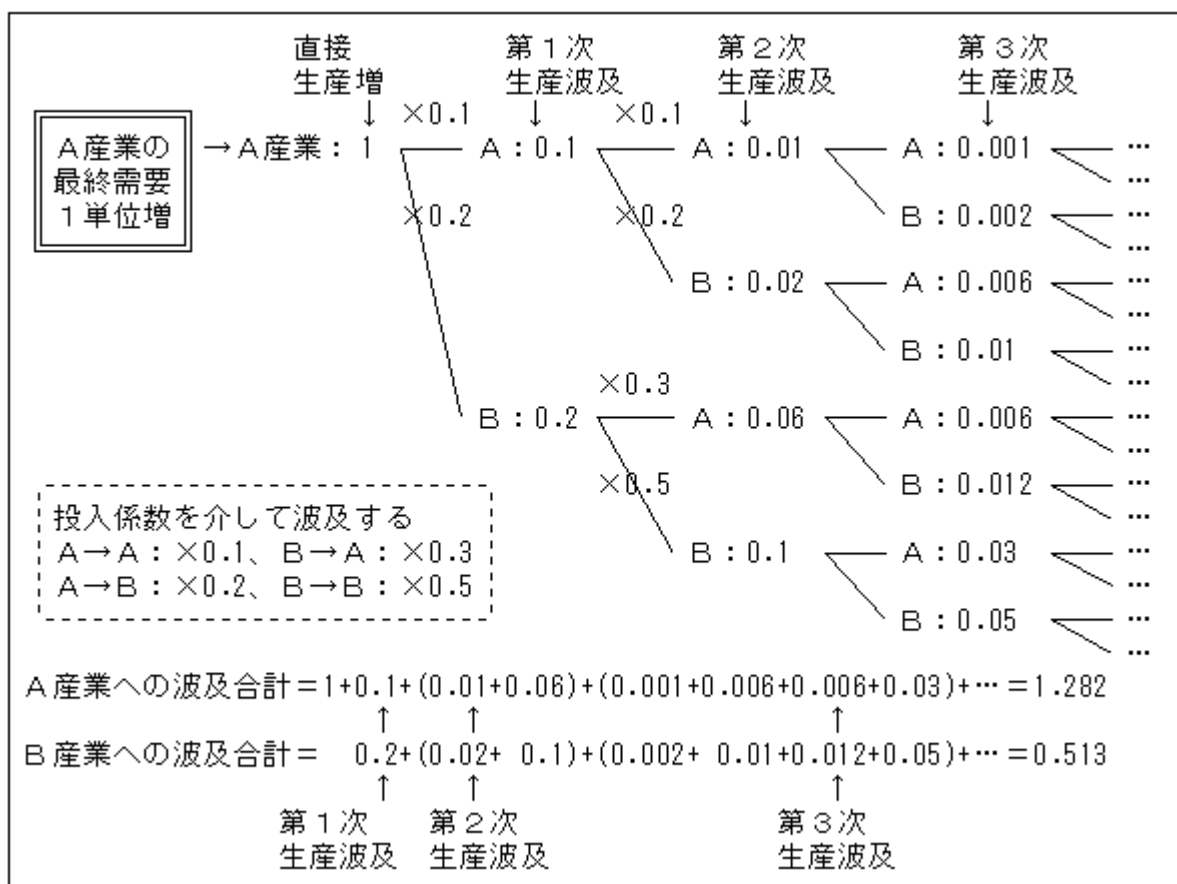 直接 第1次 第2次 第3次
生産増 生産波及 生産波及 生産波及
↓ ×0.1 ↓ ×0.1 ↓ ↓
A産業の
最終需要
1単位増
→A産業：1 A：0.1 A：0.01 A：0.001 …
…
×0.2 ×0.2 B：0.002 …
…
B：0.02 A：0.006 …
…
B：0.01 …
…
×0.3
B：0.2 A：0.06 A：0.006 …
…
×0.5 B：0.012 …
…
B：0.1 A：0.03 …
…
B：0.05 …
…
投入係数を介して波及する
A→A：×0.1、B→A：×0.3
A→B：×0.2、B→B：×0.5
A産業への波及合計＝1+0.1+(0.01+0.06)+(0.001+0.006+0.006+0.03)+…＝1.282
↑ ↑ ↑
B産業への波及合計＝ 0.2+(0.02+ 0.1)+(0.002+ 0.01+0.012+0.05)+…＝0.513
↑ ↑ ↑
第1次 第2次 第3次
生産波及 生産波及 生産波及